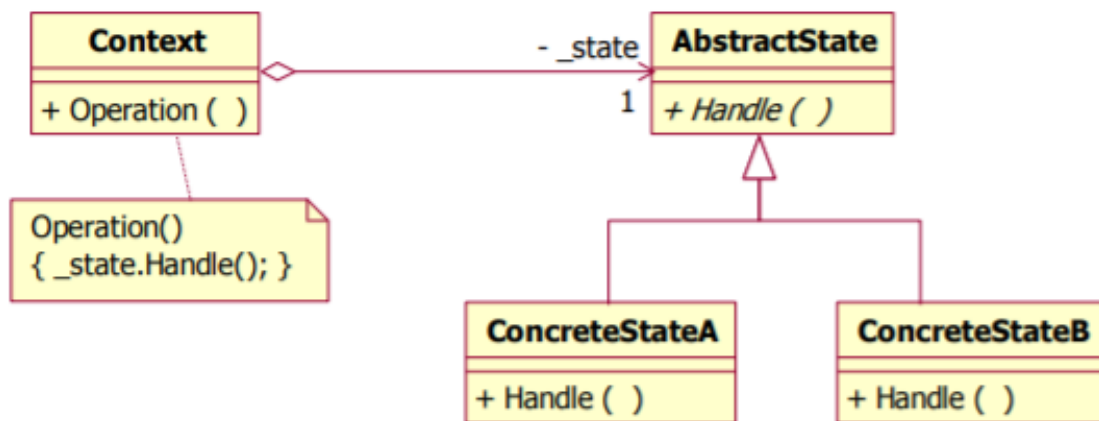 Context
- _state
AbstractState
+ Operation ( )
1
+ Handle ( )
Operation()
{ _state.Handle(); }
ConcreteStateA
ConcreteStateB
+ Handle ( )
+ Handle ( )